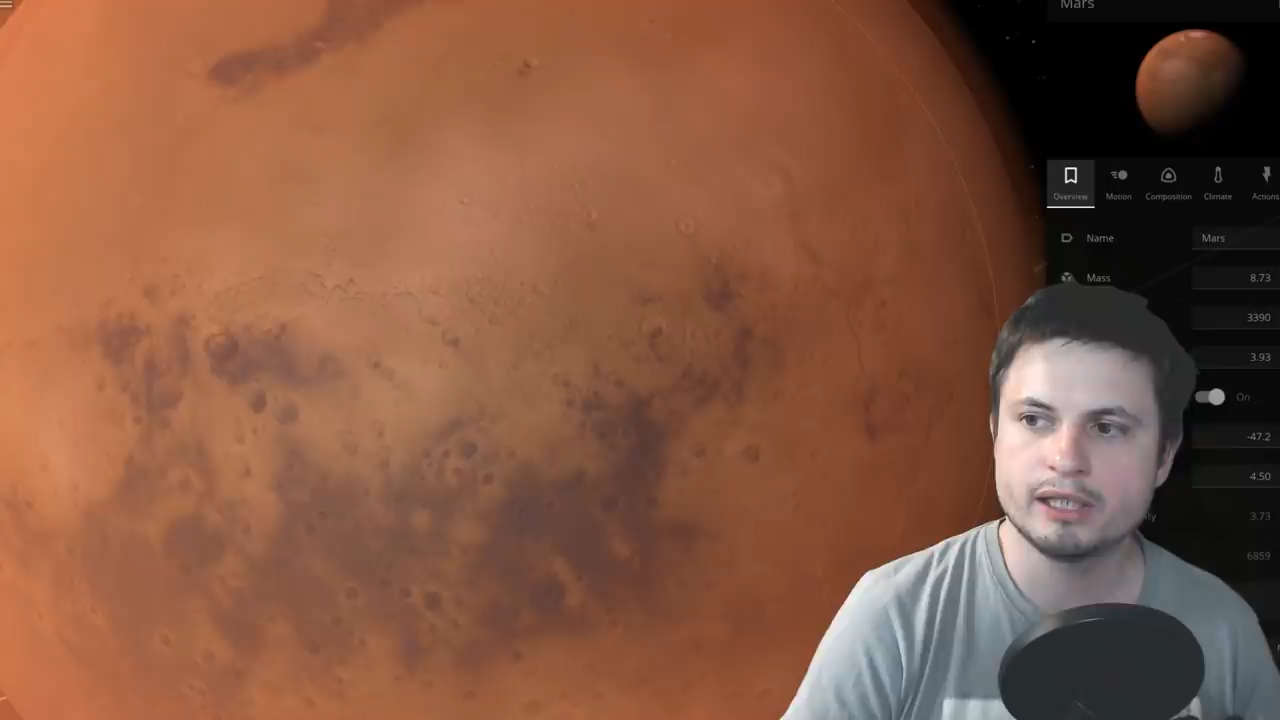 Mars
Overview Motion Composition Climate Actions
Name Mars
Mass 8.73
3390
3.93
On
-47.2
4.50
ty 3.73
6859